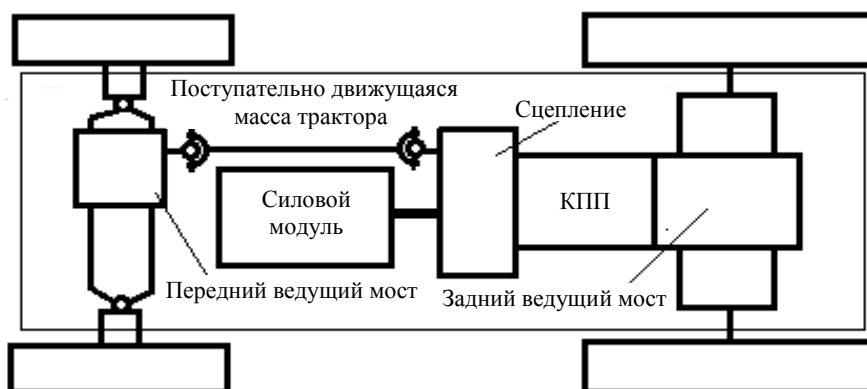 Поступательно движущаяся
масса трактора
Сцепление
Силовой
модуль
КПП
Передний ведущий мост
Задний ведущий мост